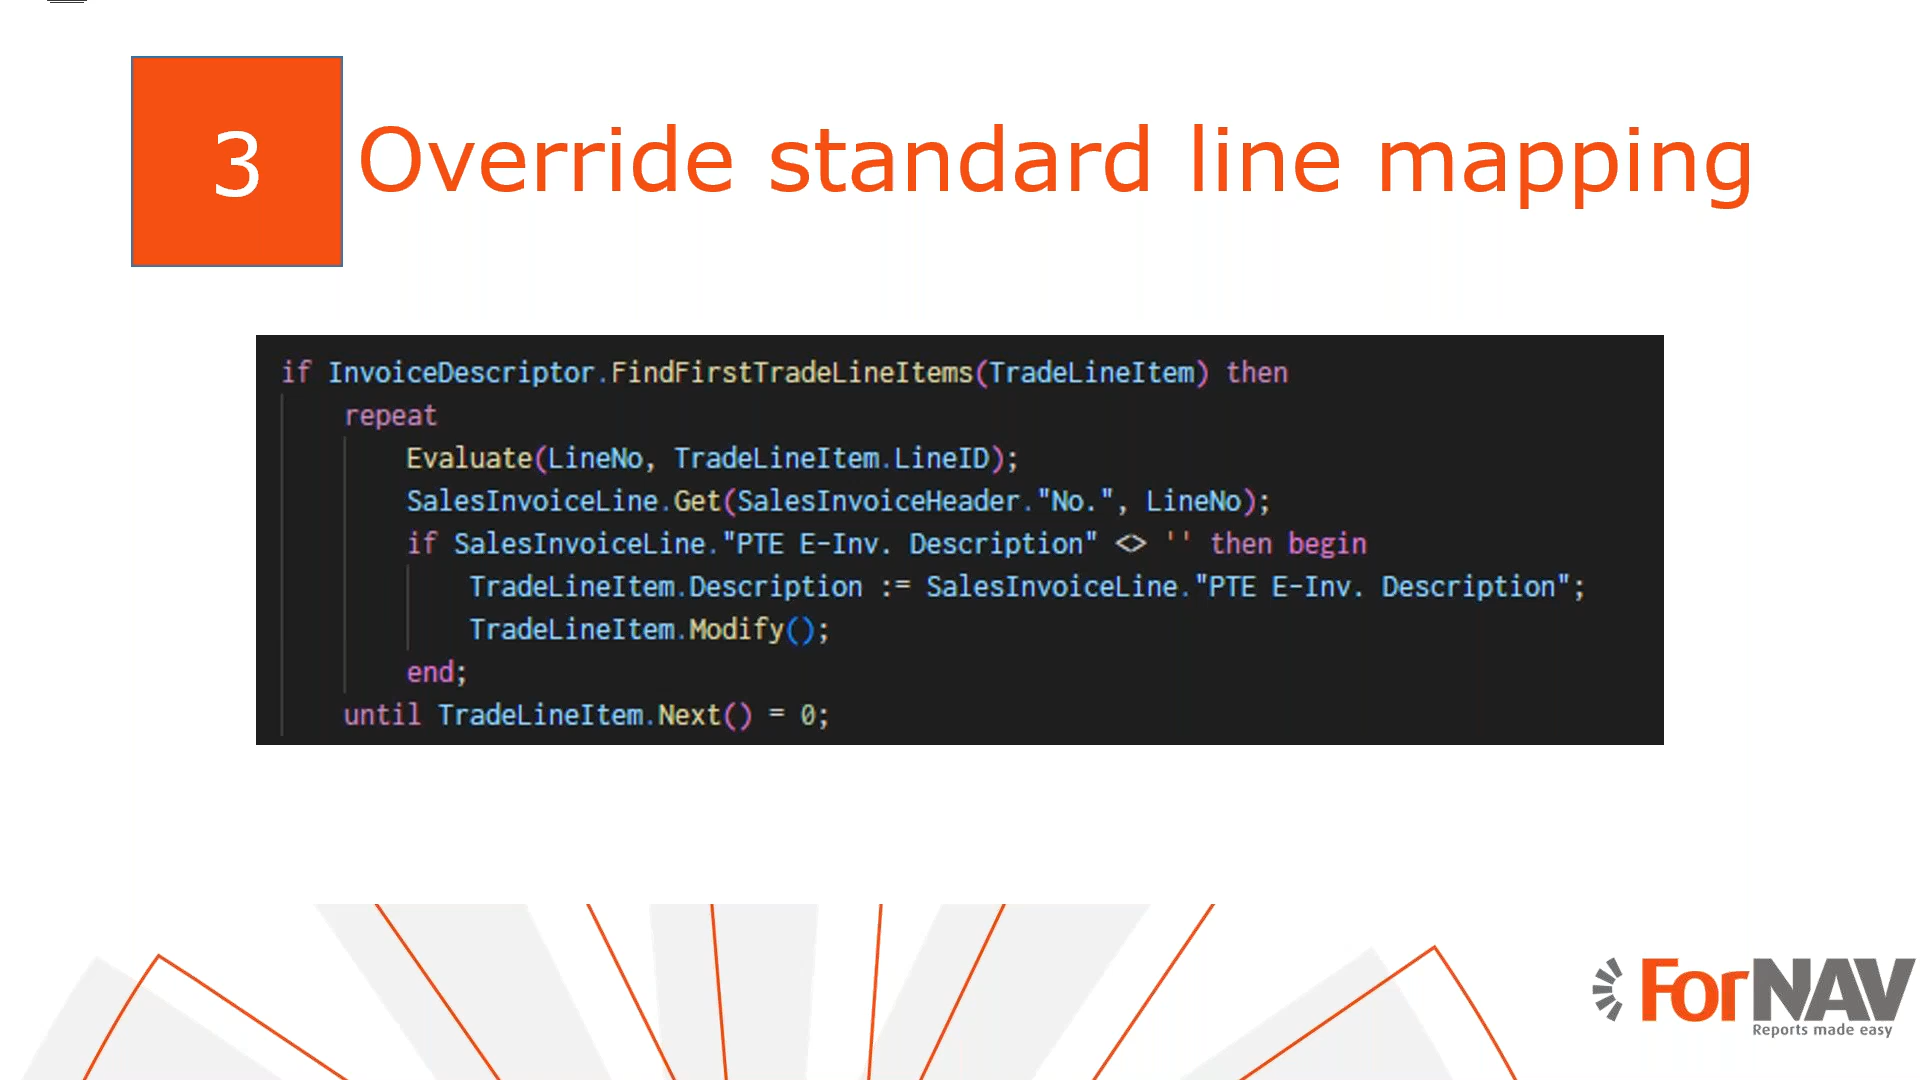 3
Override standard line mapping
if InvoiceDescriptor.FindFirstTradeLineItems(TradeLineItem) then
repeat
Evaluate(LineNo, TradeLineItem.LineID);
SalesInvoiceLine.Get(SalesInvoiceHeader."No.", LineNo);
if SalesInvoiceLine."PTE E-Inv. Description" <> '' then begin
TradeLineItem.Description := SalesInvoiceLine."PTE E-Inv. Description";
TradeLineItem.Modify();
end;
until TradeLineItem.Next() = 0;
ForNAV
Reports made easy